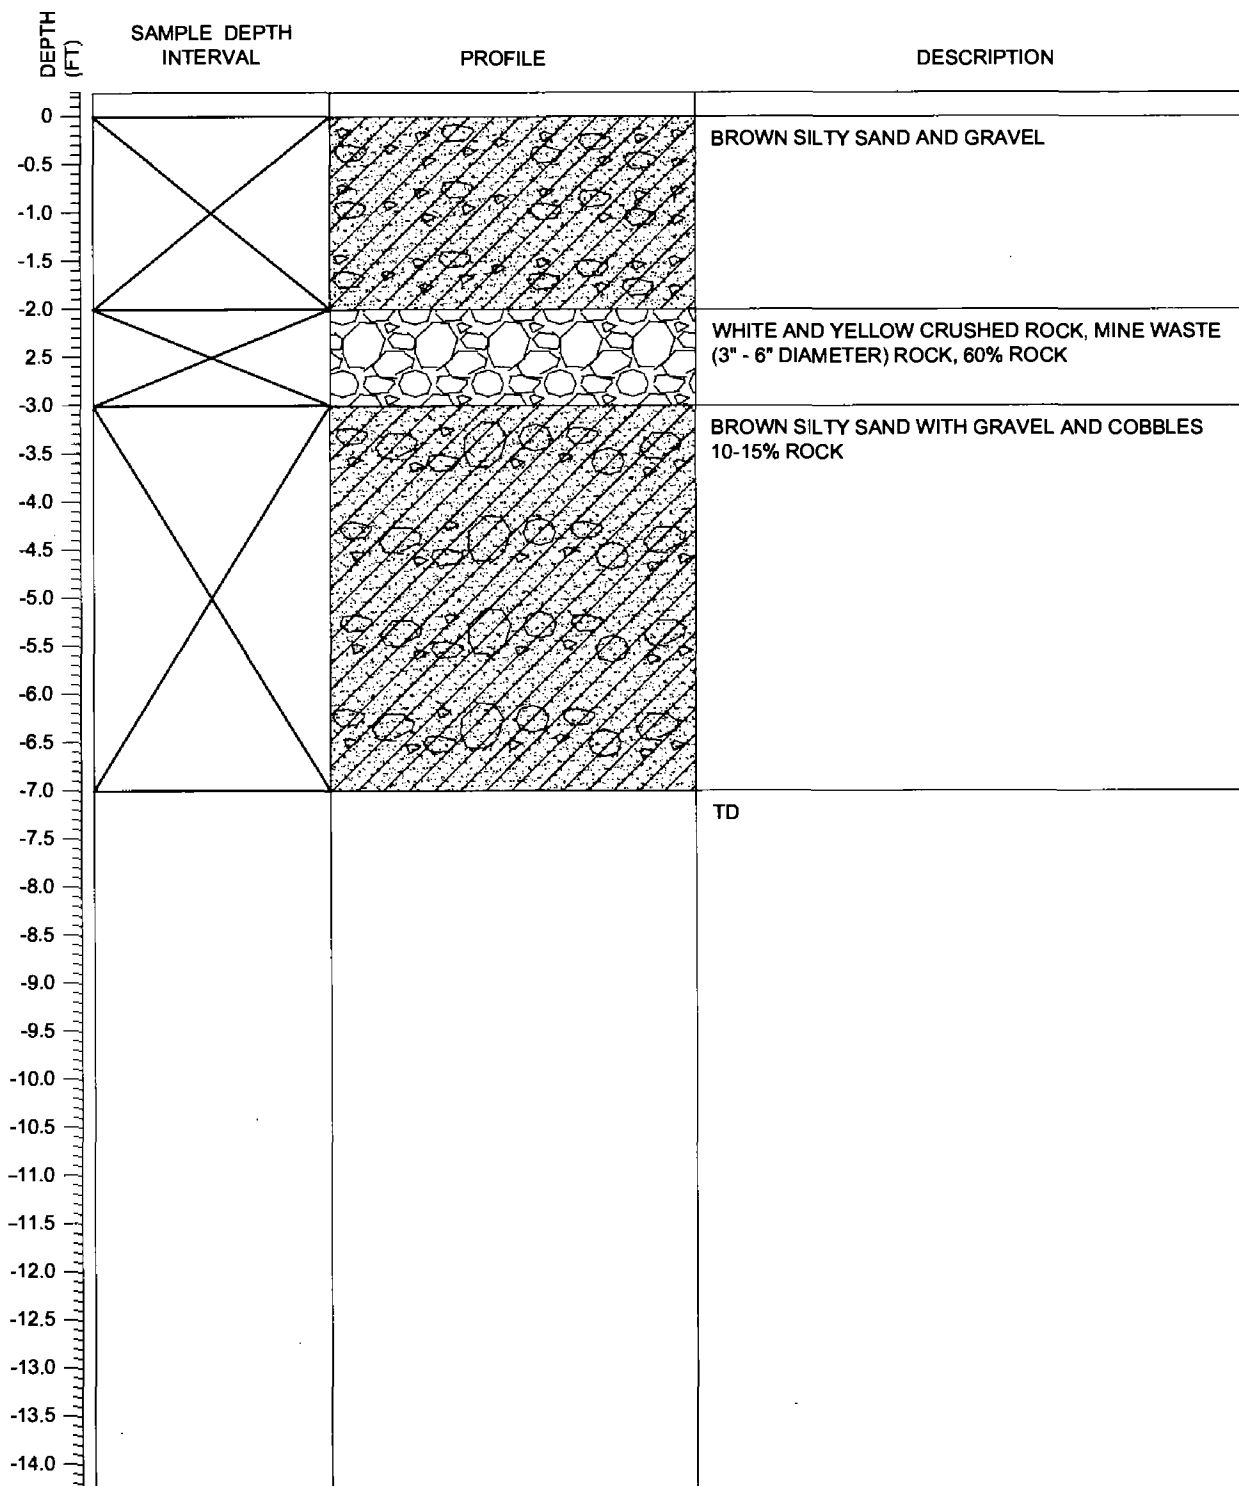 DEPTH
(FT)
SAMPLE DEPTH
INTERVAL
PROFILE
DESCRIPTION
0
BROWN SILTY SAND AND GRAVEL
-0.5
-1.0
-1.5
-2.0
WHITE AND YELLOW CRUSHED ROCK, MINE WASTE
(3" - 6" DIAMETER) ROCK, 60% ROCK
-2.5
-3.0
BROWN SILTY SAND WITH GRAVEL AND COBBLES
10-15% ROCK
-3.5
-4.0
-4.5
-5.0
-5.5
-6.0
-6.5
-7.0
TD
-7.5
-8.0
-8.5
-9.0
-9.5
-10.0
-10.5
-11.0
-11.5
-12.0
-12.5
-13.0
-13.5
-14.0